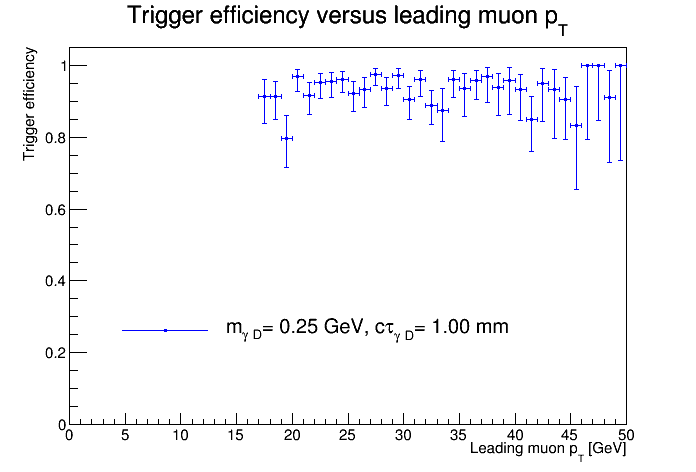 Trigger efficiency versus leading muon p_T
Trigger efficiency
1
0.8
0.6
0.4
0.2
0
m_γ D= 0.25 GeV, cτ_γ D= 1.00 mm
0 5 10 15 20 25 30 35 40 45 50
Leading muon p_T [GeV]